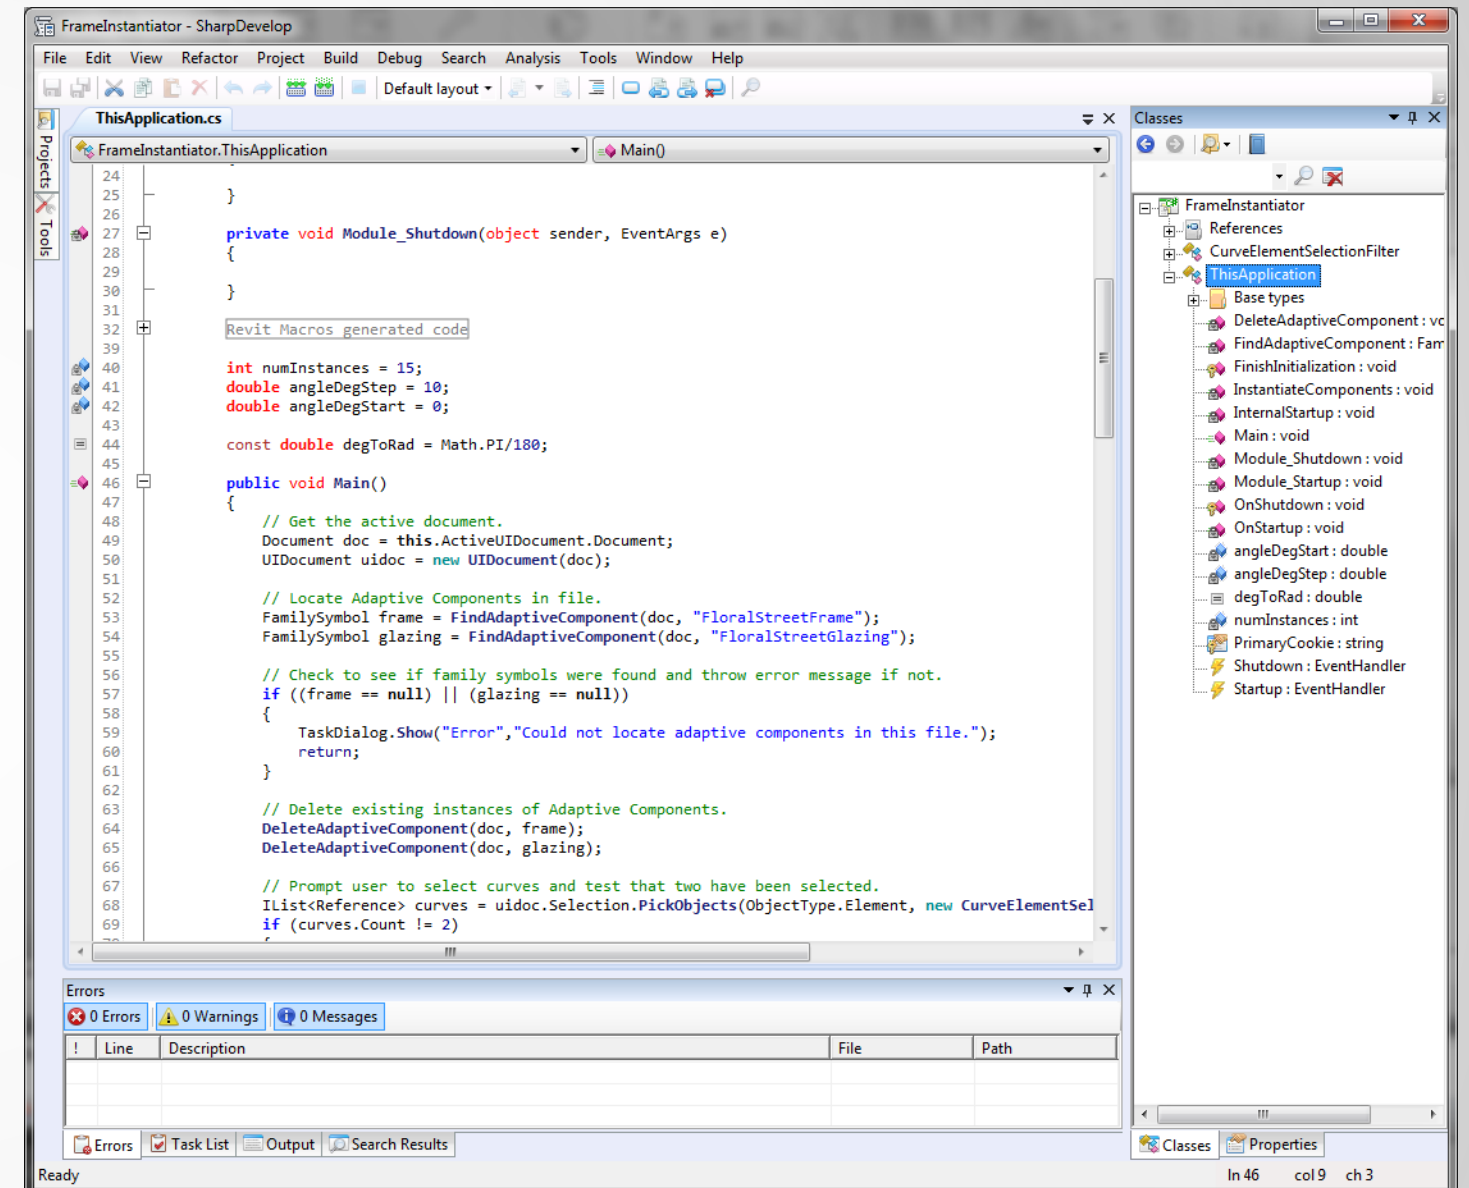 FrameInstantiator - SharpDevelop
File Edit View Refactor Project Build Debug Search Analysis Tools Window Help
Default layout
Projects
Tools
ThisApplication.cs
FrameInstantiator.ThisApplication
Main()
24
25 }
26
27 private void Module_Shutdown(object sender, EventArgs e)
28 {
29
30 }
31
32 Revit Macros generated code
39
40 int numInstances = 15;
41 double angleDegStep = 10;
42 double angleDegStart = 0;
43
44 const double degToRad = Math.PI/180;
45
46 public void Main()
47 {
48 // Get the active document.
49 Document doc = this.ActiveUIDocument.Document;
50 UIDocument uidoc = new UIDocument(doc);
51
52 // Locate Adaptive Components in file.
53 FamilySymbol frame = FindAdaptiveComponent(doc, "FloralStreetFrame");
54 FamilySymbol glazing = FindAdaptiveComponent(doc, "FloralStreetGlazing");
55
56 // Check to see if family symbols were found and throw error message if not.
57 if ((frame == null) || (glazing == null))
58 {
59 TaskDialog.Show("Error","Could not locate adaptive components in this file.");
60 return;
61 }
62
63 // Delete existing instances of Adaptive Components.
64 DeleteAdaptiveComponent(doc, frame);
65 DeleteAdaptiveComponent(doc, glazing);
66
67 // Prompt user to select curves and test that two have been selected.
68 IList<Reference> curves = uidoc.Selection.PickObjects(ObjectType.Element, new CurveElementSel
69 if (curves.Count != 2)
Classes
FrameInstantiator
References
CurveElementSelectionFilter
ThisApplication
Base types
DeleteAdaptiveComponent : vo
FindAdaptiveComponent : Fam
FinishInitialization : void
InstantiateComponents : void
InternalStartup : void
Main : void
Module_Shutdown : void
Module_Startup : void
OnShutdown : void
OnStartup : void
angleDegStart : double
angleDegStep : double
degToRad : double
numInstances : int
PrimaryCookie : string
Shutdown : EventHandler
Startup : EventHandler
Errors
0 Errors 0 Warnings 0 Messages
! Line Description File Path
Errors Task List Output Search Results
Classes Properties
Ready
ln 46 col 9 ch 3